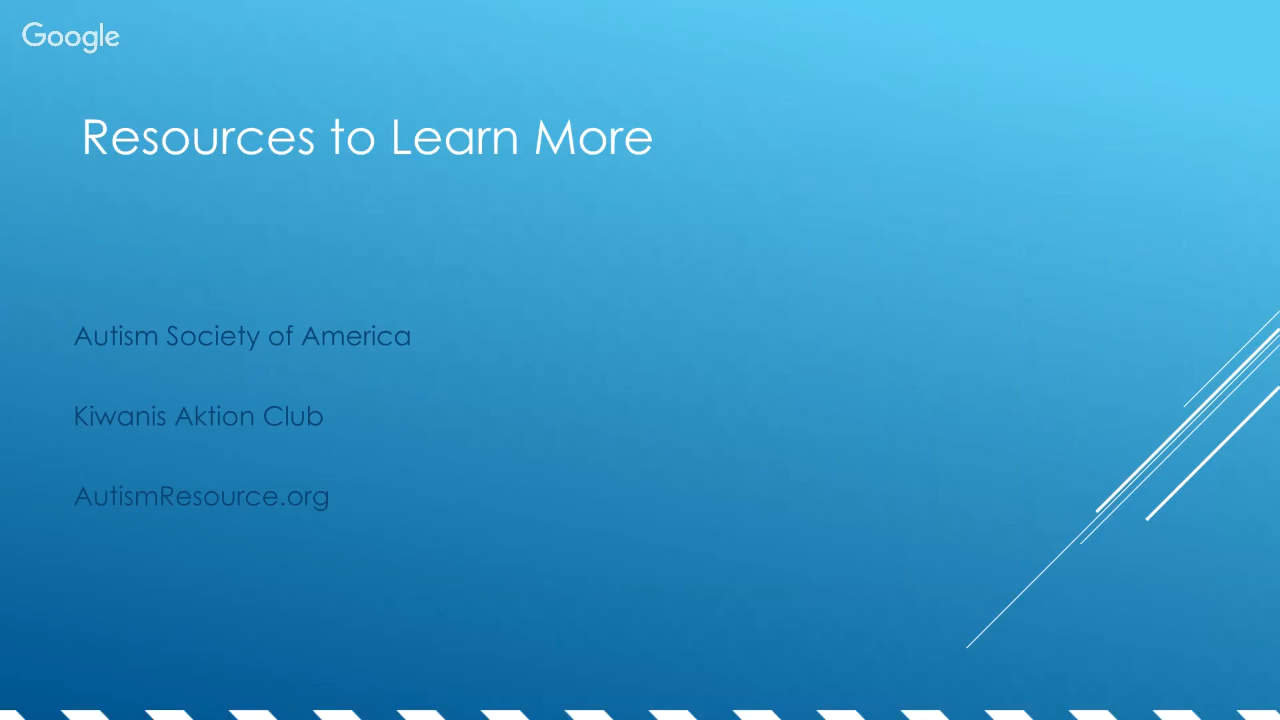 Google
Resources to Learn More
Autism Society of America
Kiwanis Aktion Club
AutismResource.org